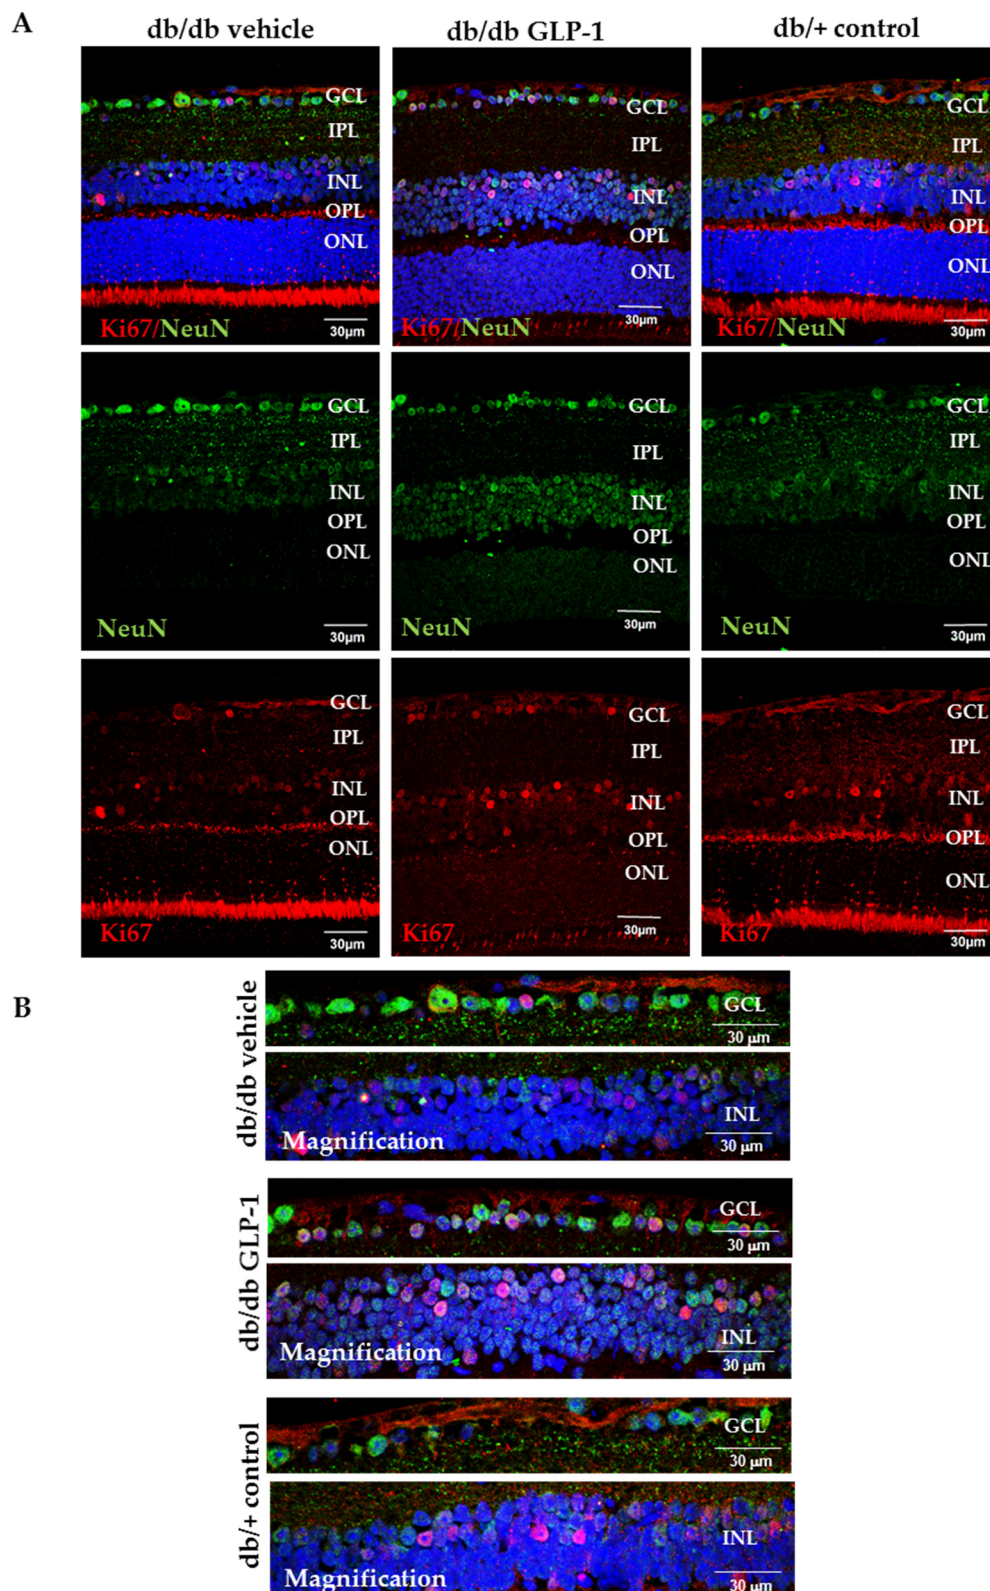 A
db/db vehicle
db/db GLP-1
db/+ control
GCL
IPL
INL
OPL
ONL
30µm
Ki67/NeuN
GCL
IPL
INL
OPL
ONL
30µm
Ki67/NeuN
GCL
IPL
INL
OPL
ONL
30µm
Ki67/NeuN
GCL
IPL
INL
OPL
ONL
30µm
NeuN
GCL
IPL
INL
OPL
ONL
30µm
NeuN
GCL
IPL
INL
OPL
ONL
30µm
NeuN
GCL
IPL
INL
OPL
ONL
30µm
Ki67
GCL
IPL
INL
OPL
ONL
30µm
Ki67
GCL
IPL
INL
OPL
ONL
30µm
Ki67
B
db/db vehicle
GCL
30 µm
INL
30 µm
Magnification
db/db GLP-1
GCL
30 µm
INL
30 µm
Magnification
db/+ control
GCL
30 µm
INL
30 µm
Magnification